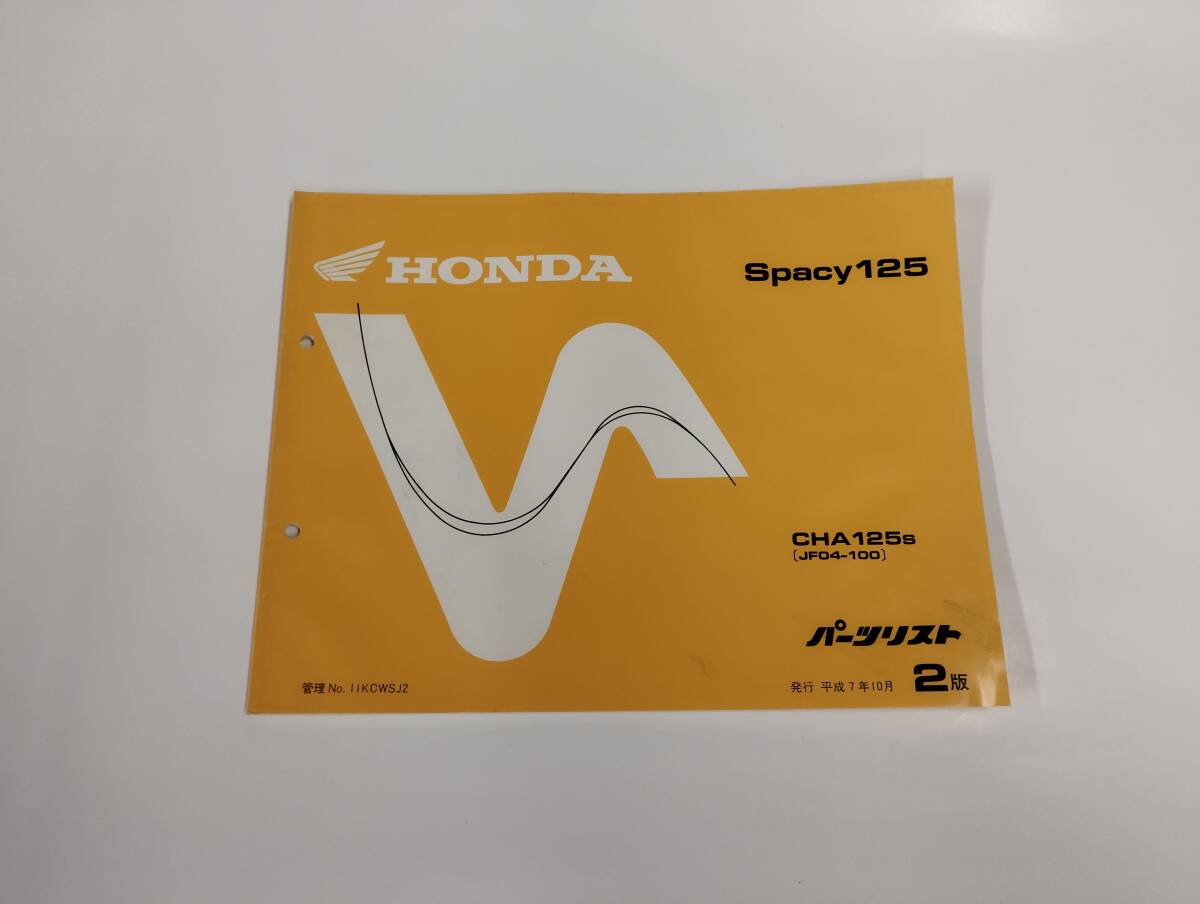 HONDA
Spacy125
CHA125s
〔JF04-100〕
パーツリスト
管理 No. 11KCWSJ2
発行 平成7年10月 2版